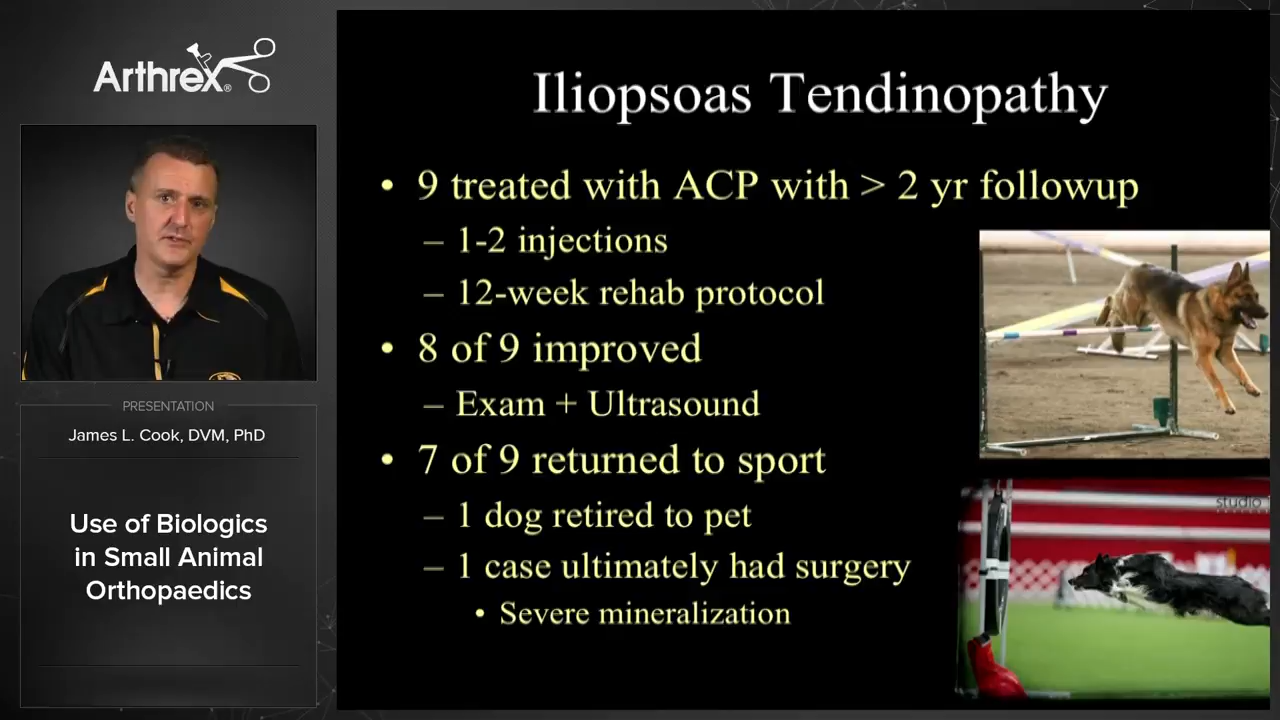 Arthrex®
PRESENTATION
James L. Cook, DVM, PhD
Use of Biologics
in Small Animal
Orthopaedics
Iliopsoas Tendinopathy
• 9 treated with ACP with > 2 yr followup
– 1-2 injections
– 12-week rehab protocol
• 8 of 9 improved
– Exam + Ultrasound
• 7 of 9 returned to sport
– 1 dog retired to pet
– 1 case ultimately had surgery
• Severe mineralization
studio